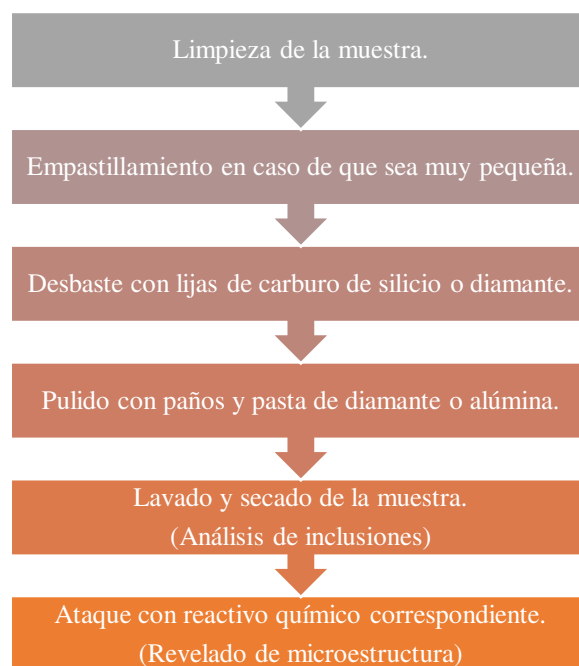 Limpieza de la muestra.
Empastillamiento en caso de que sea muy pequeña.
Desbaste con lijas de carburo de silicio o diamante.
Pulido con paños y pasta de diamante o alúmina.
Lavado y secado de la muestra.
(Análisis de inclusiones)
Ataque con reactivo químico correspondiente.
(Revelado de microestructura)